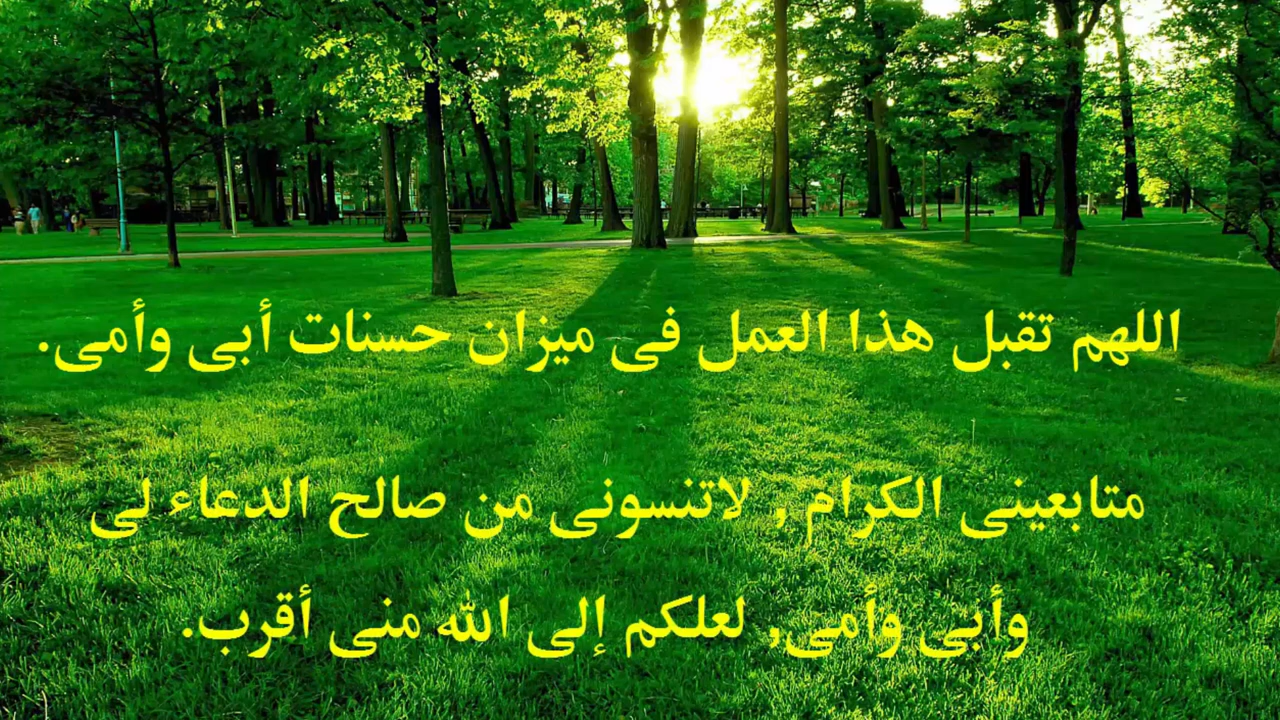 اللهم تقبل هذا العمل فى ميزان حسنات أبى وأمى.
متابعينى الكرام , لاتنسونى من صالح الدعاء لى
وأبى وأمى, لعلكم إلى الله منى أقرب.